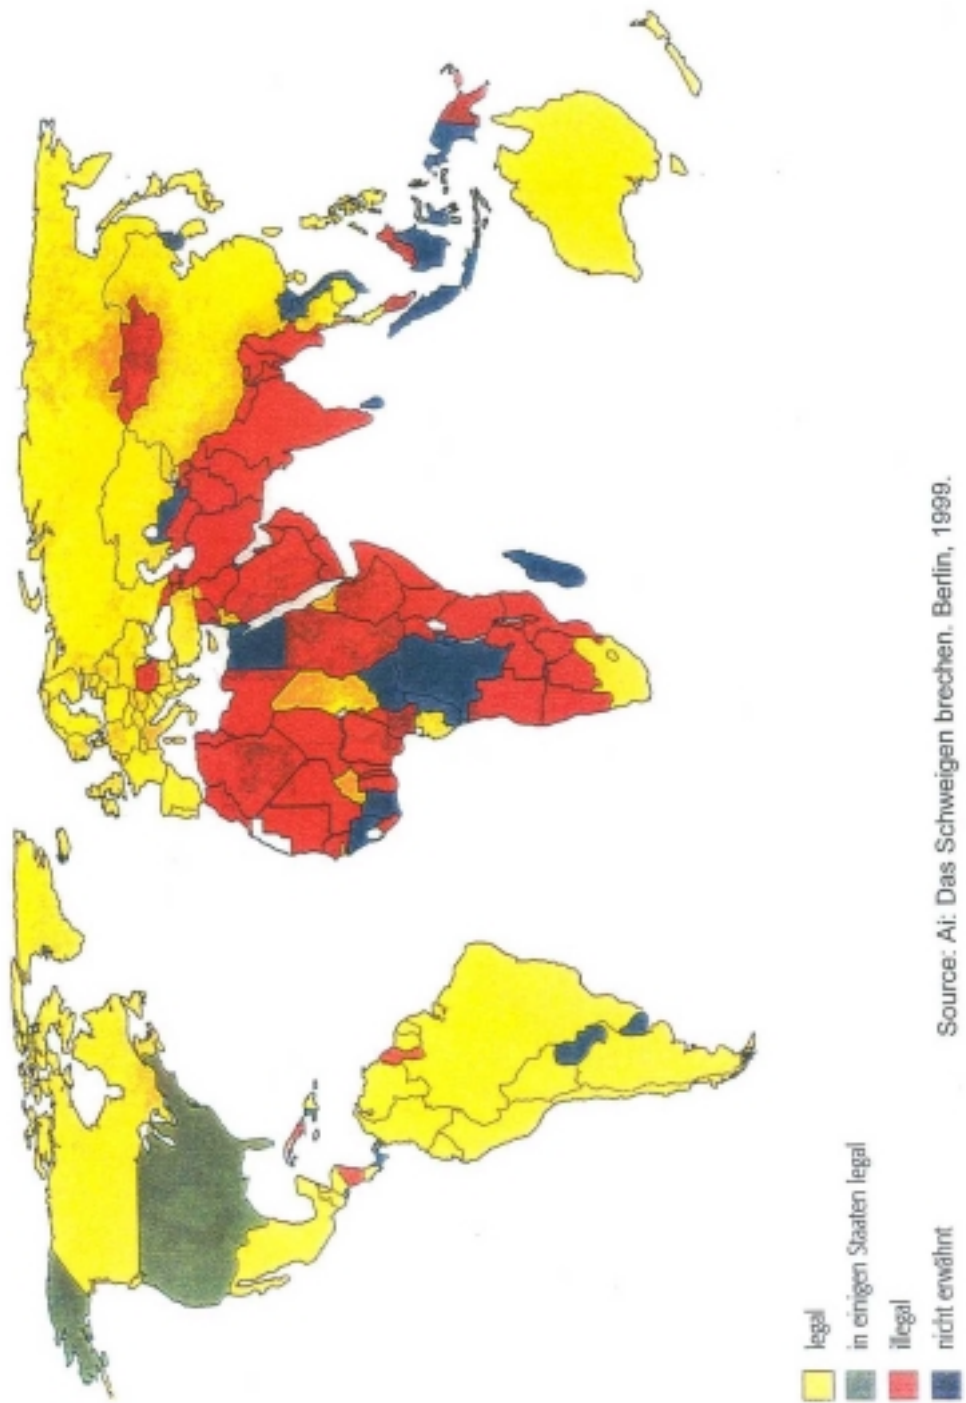 legal
in einigen Staaten legal
illegal
nicht erwähnt
Source: Ai: Das Schweigen brechen. Berlin, 1999.